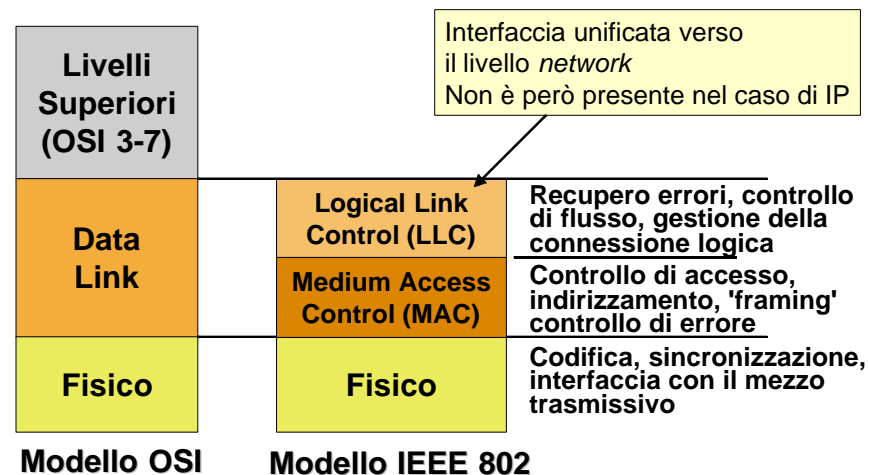 Interfaccia unificata verso
il livello network
Non è però presente nel caso di IP
Livelli
Superiori
(OSI 3-7)
Data
Link
Fisico
Modello OSI
Logical Link
Control (LLC)
Medium Access
Control (MAC)
Fisico
Modello IEEE 802
Recupero errori, controllo
di flusso, gestione della
connessione logica
Controllo di accesso,
indirizzamento, 'framing'
controllo di errore
Codifica, sincronizzazione,
interfaccia con il mezzo
trasmissivo